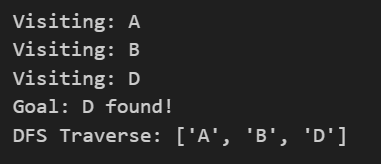 Visiting: A
Visiting: B
Visiting: D
Goal: D found!
DFS Traverse: ['A', 'B', 'D']